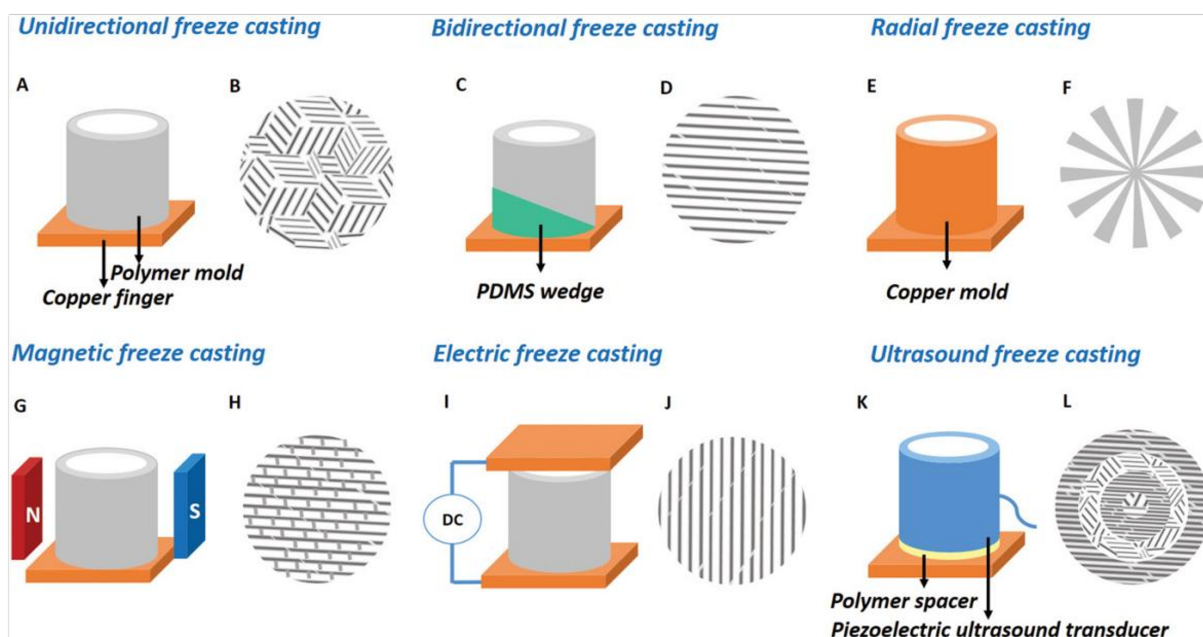 Unidirectional freeze casting
Bidirectional freeze casting
Radial freeze casting
A
B
C
D
E
F
Polymer mold
Copper finger
PDMS wedge
Copper mold
Magnetic freeze casting
Electric freeze casting
Ultrasound freeze casting
G
H
I
J
K
L
N
S
DC
Polymer spacer
Piezoelectric ultrasound transducer